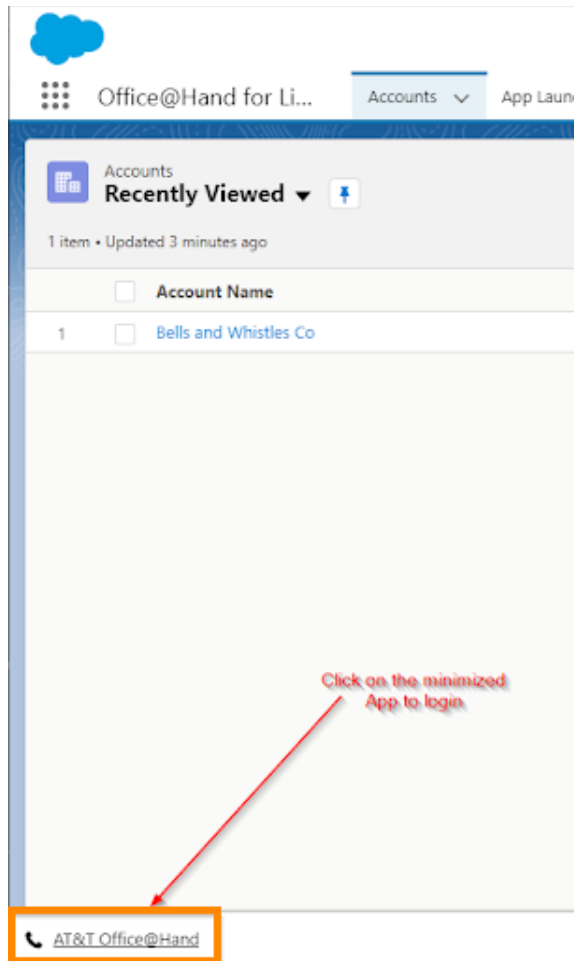 Office@Hand for Li...
Accounts
App Laun
Accounts
Recently Viewed
1 item • Updated 3 minutes ago
Account Name
1
Bells and Whistles Co
Click on the minimized
App to login
AT&T Office@Hand